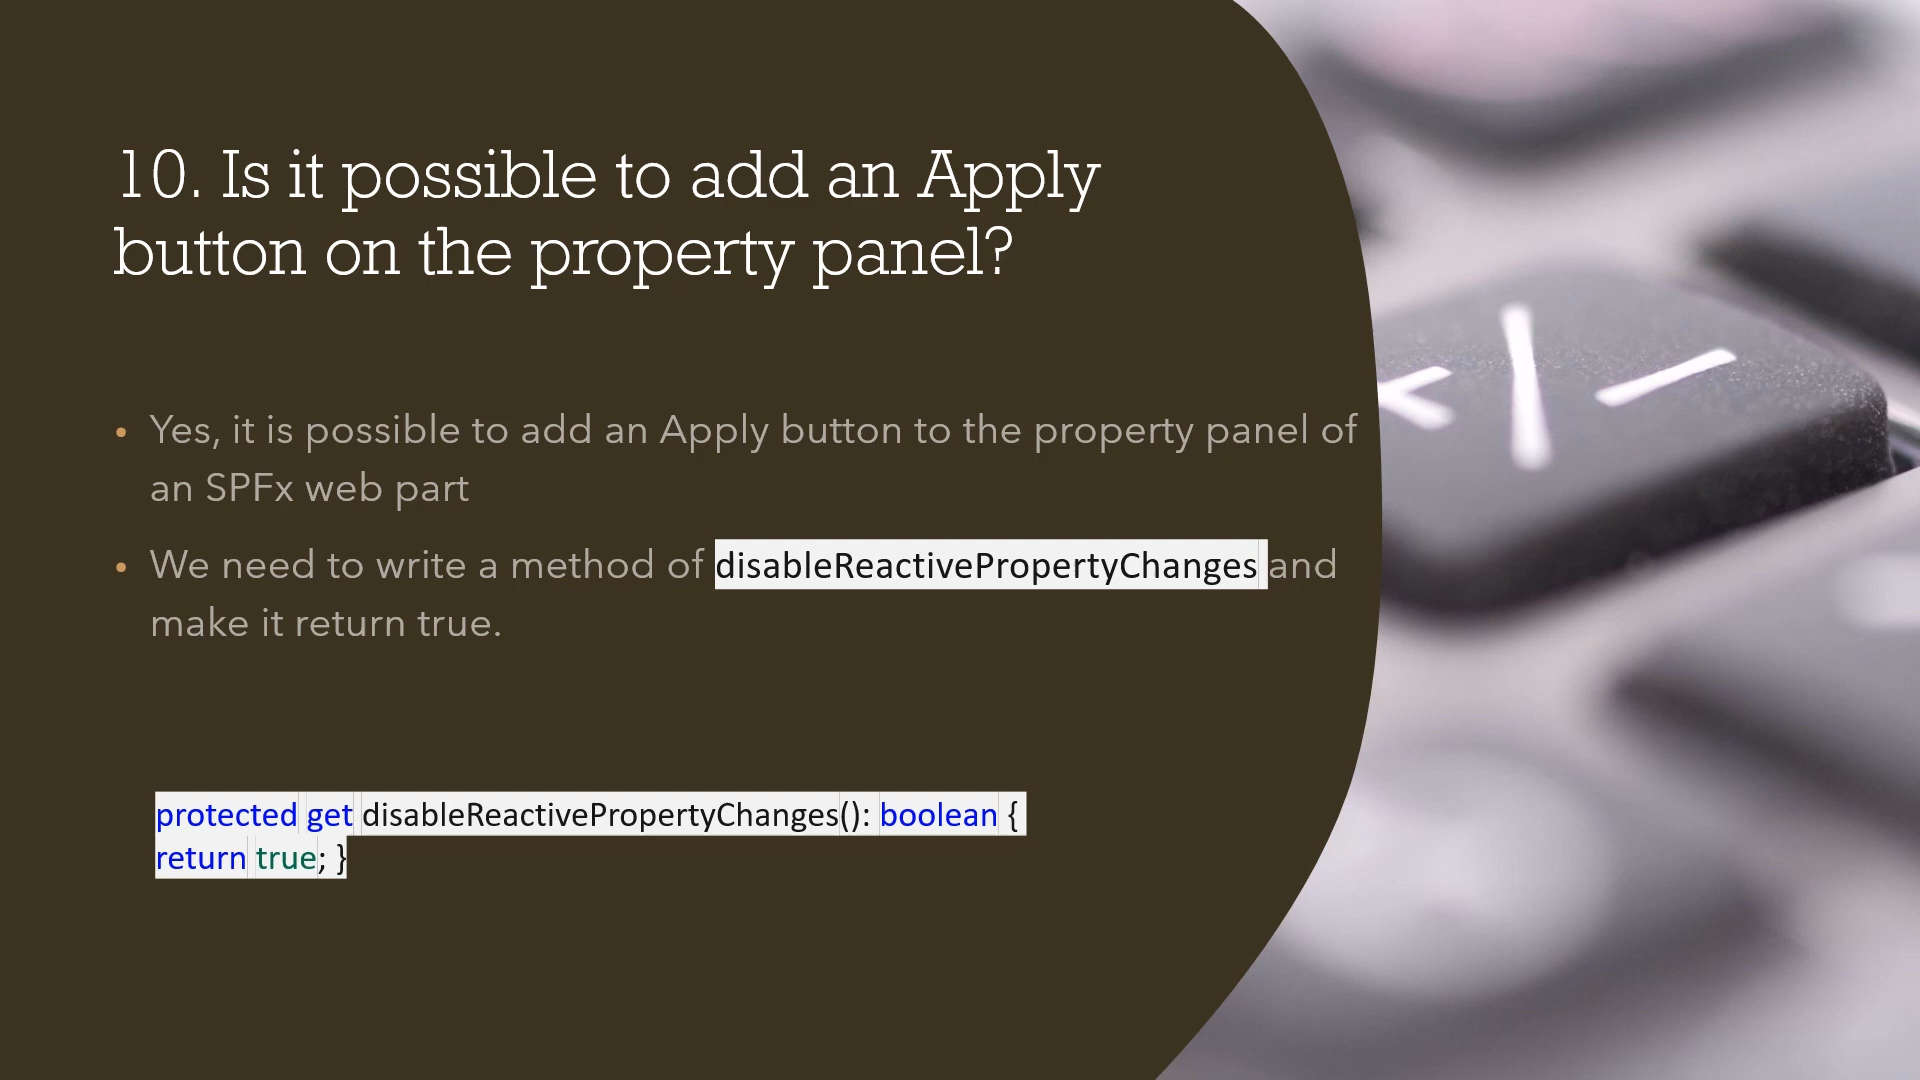 10. Is it possible to add an Apply
button on the property panel?
• Yes, it is possible to add an Apply button to the property panel of
an SPFx web part
• We need to write a method of disableReactivePropertyChanges and
make it return true.
protected get disableReactivePropertyChanges(): boolean {
return true; }